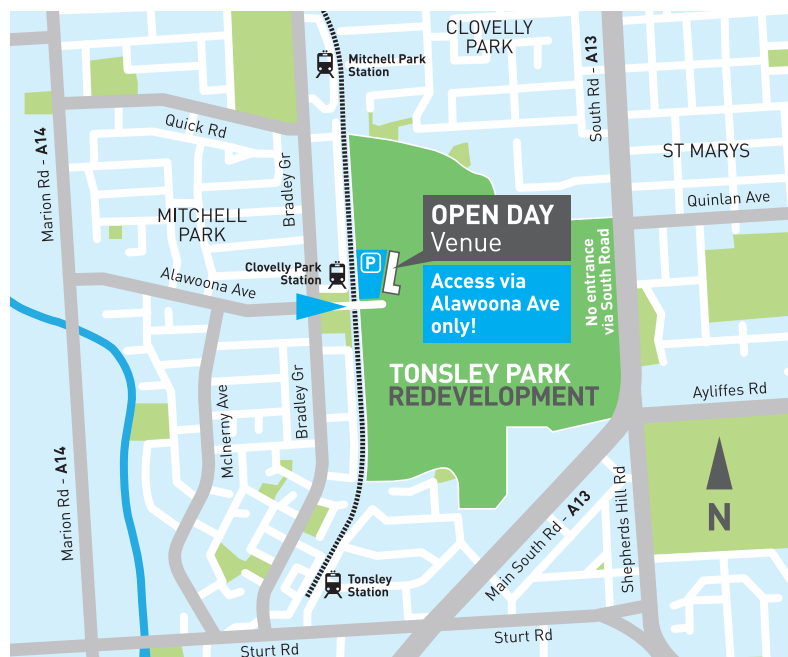 CLOVELLY
PARK
Mitchell Park
Station
South Rd - A13
Marion Rd - A14
Quick Rd
Bradley Gr
ST MARYS
Quinlan Ave
MITCHELL
PARK
OPEN DAY
Venue
P
Clovelly Park
Station
Alawoona Ave
Access via
Alawoona Ave
only!
No entrance
via South Road
TONSLEY PARK
REDEVELOPMENT
Ayliffes Rd
McInerny Ave
Bradley Gr
Marion Rd - A14
N
Main South Rd - A13
Shepherds Hill Rd
Tonsley
Station
Sturt Rd
Sturt Rd